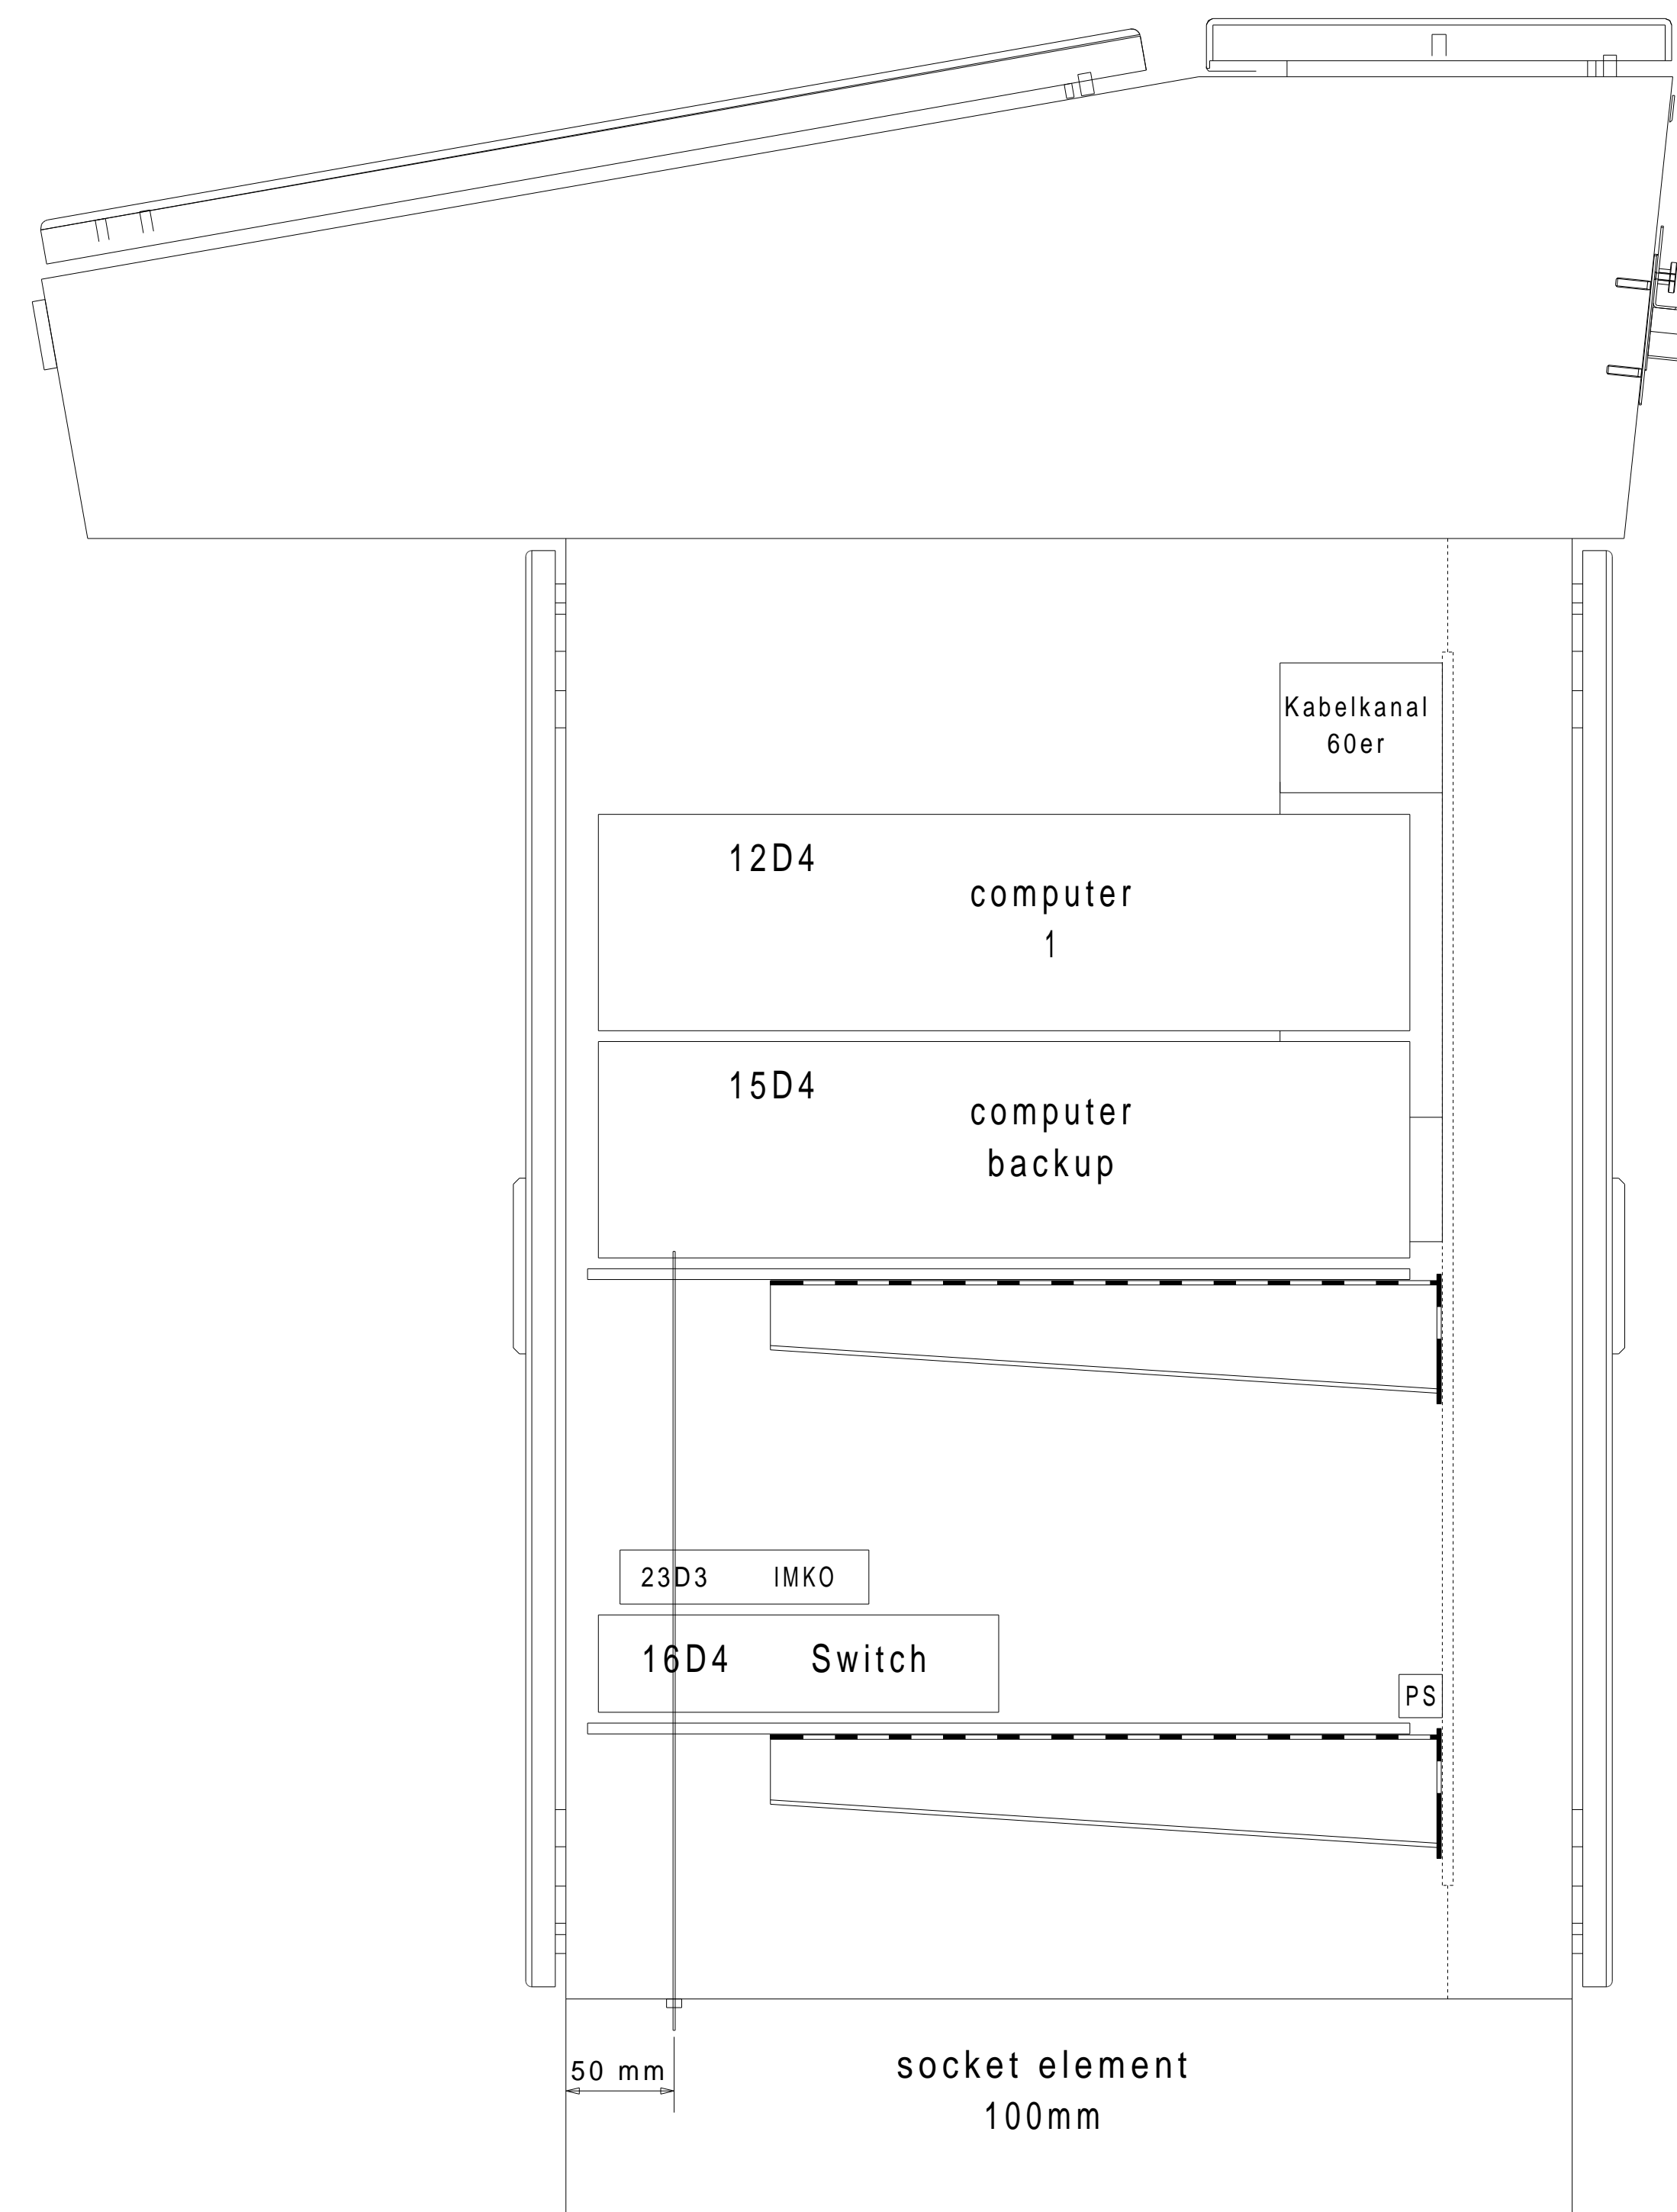 Kabelkanal
60er
12D4
computer
1
15D4
computer
backup
23D3 IMKO
16D4 Switch
PS
50 mm
socket element
100mm